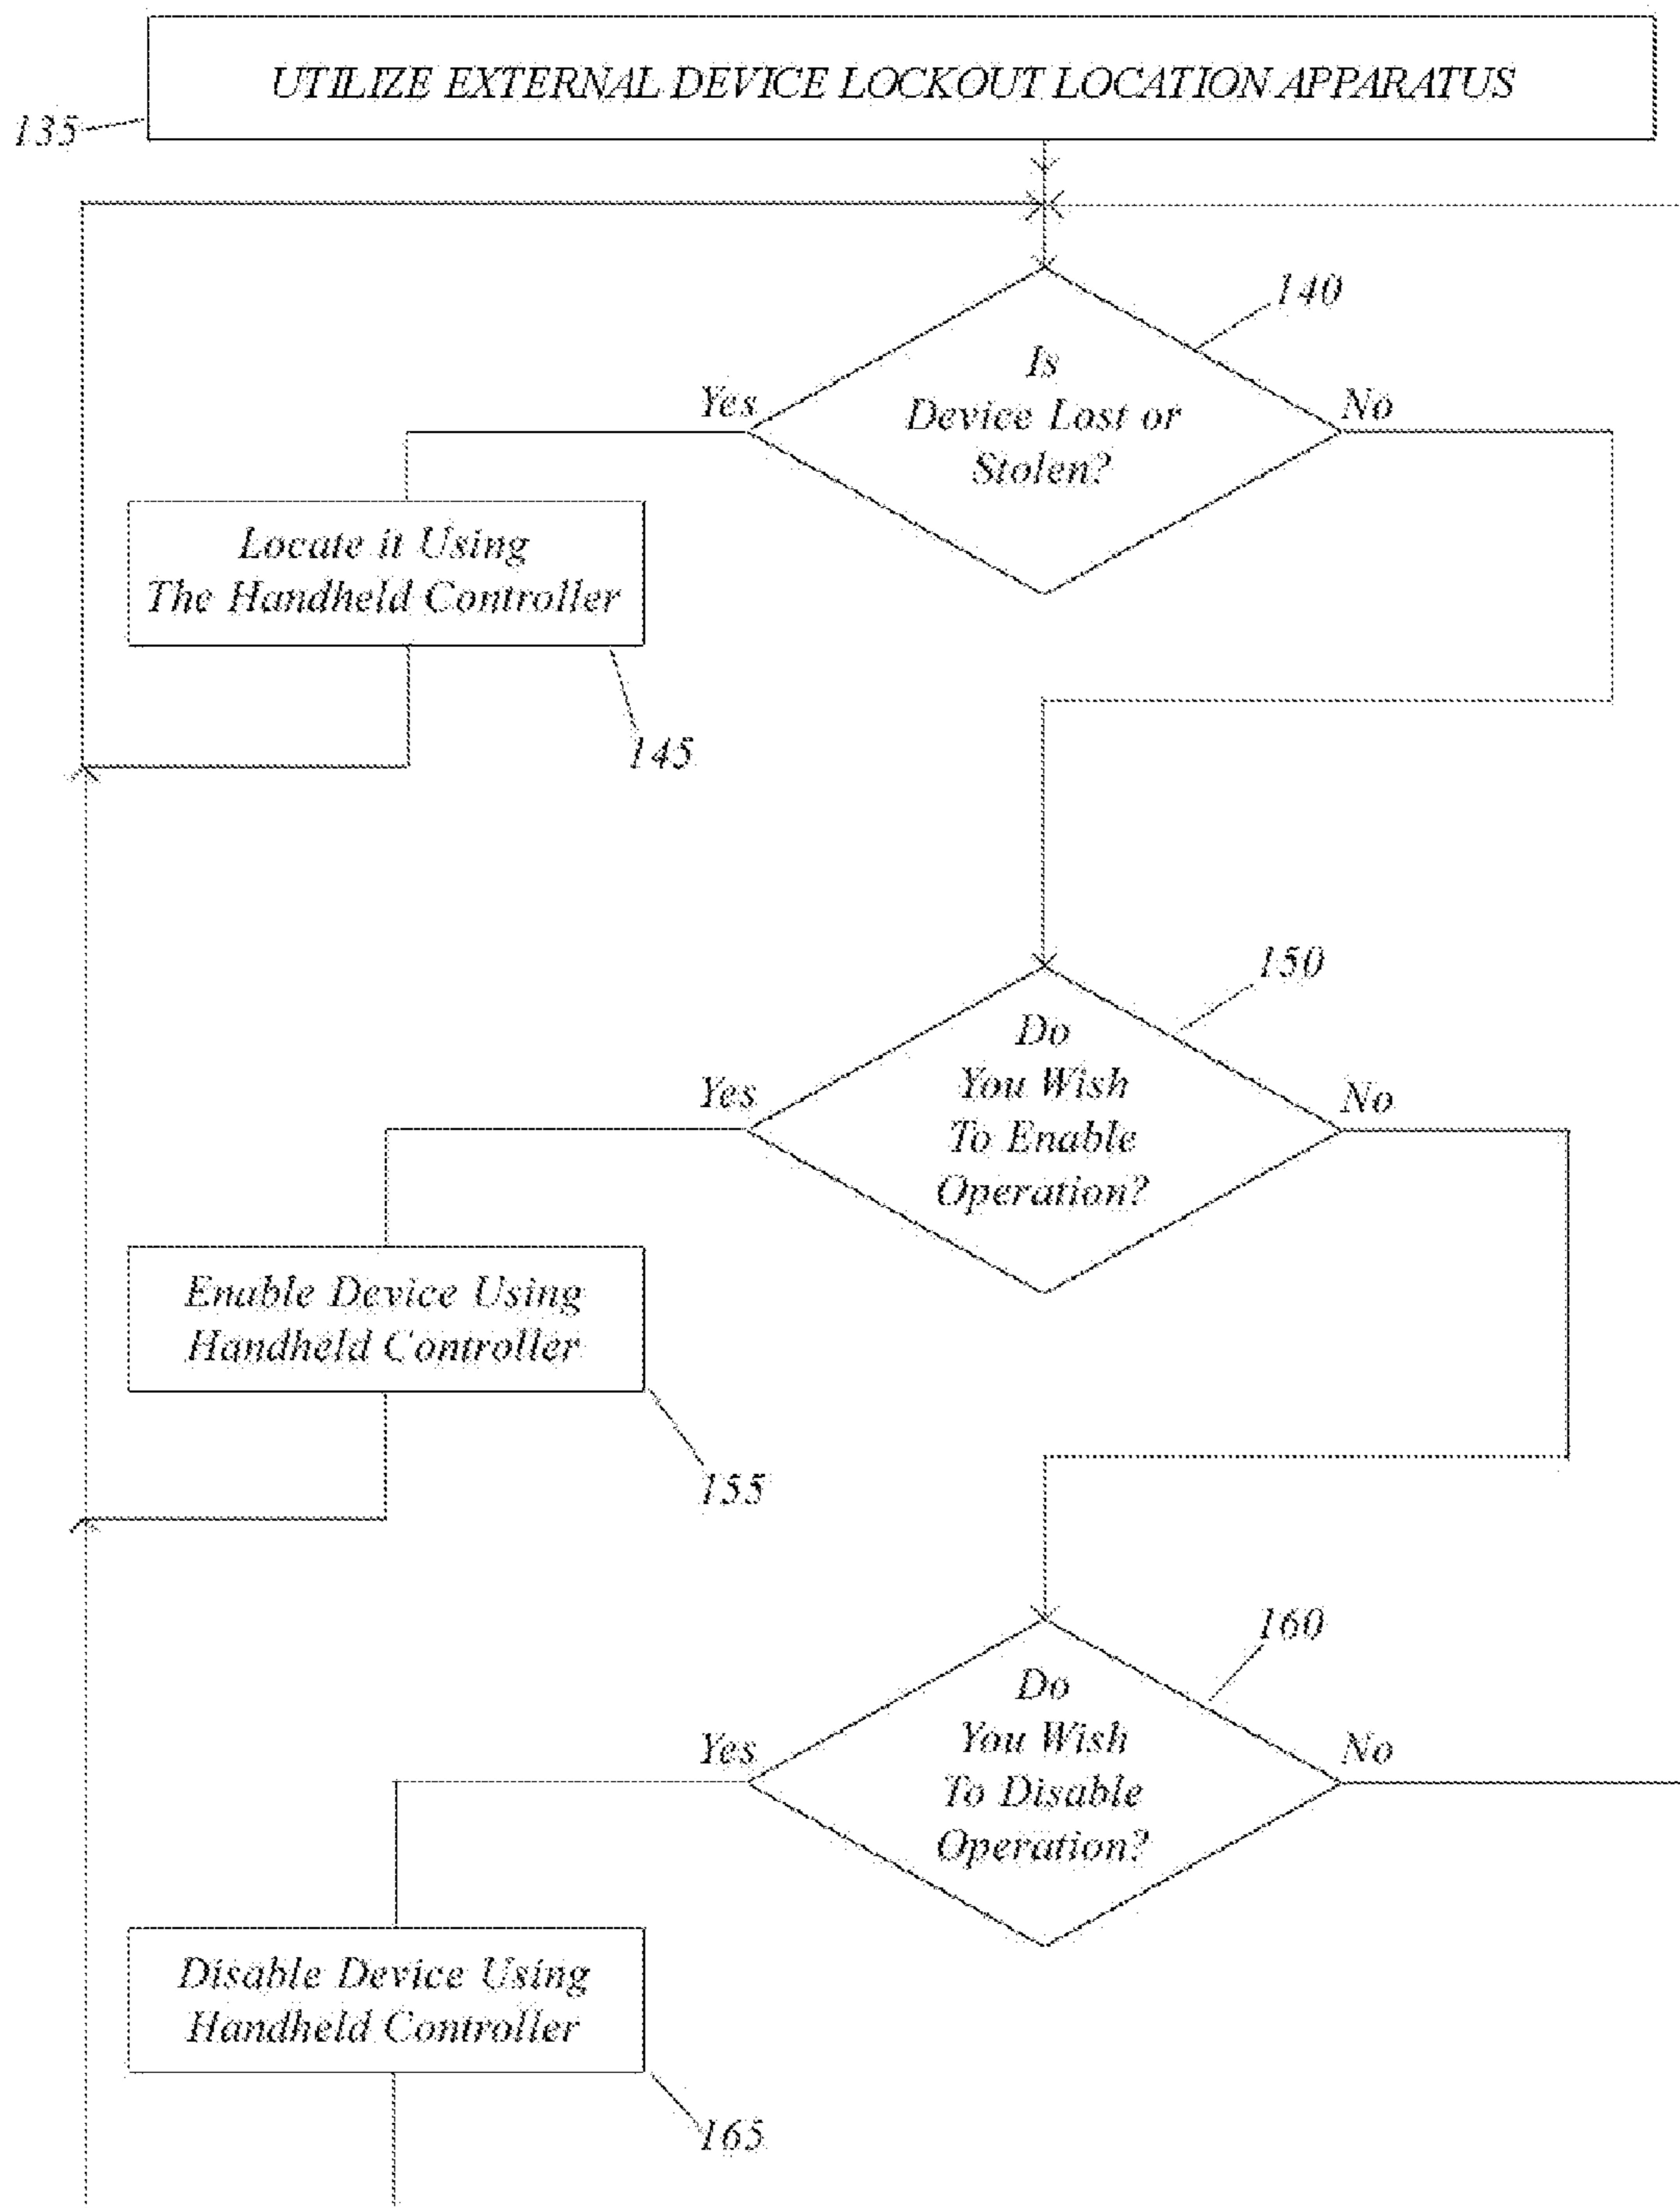 UTILIZE EXTERNAL DEVICE LOCKOUT LOCATION APPARATUS
135
140
Is
Device Lost or
Stolen?
Yes
No
Locate it Using
The Handheld Controller
145
150
Do
You Wish
To Enable
Operation?
Yes
No
Enable Device Using
Handheld Controller
155
160
Do
You Wish
To Disable
Operation?
Yes
No
Disable Device Using
Handheld Controller
165